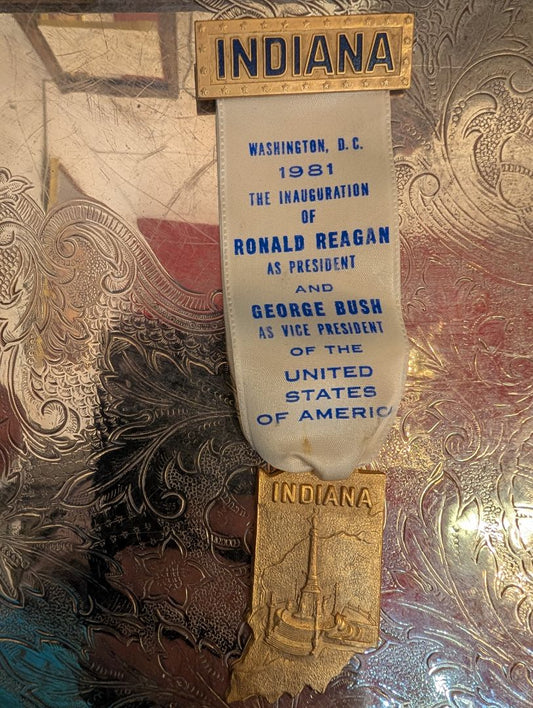 INDIANA
WASHINGTON, D.C.
1981
THE INAUGURATION
OF
RONALD REAGAN
AS PRESIDENT
AND
GEORGE BUSH
AS VICE PRESIDENT
OF THE
UNITED
STATES
OF AMERICA
INDIANA